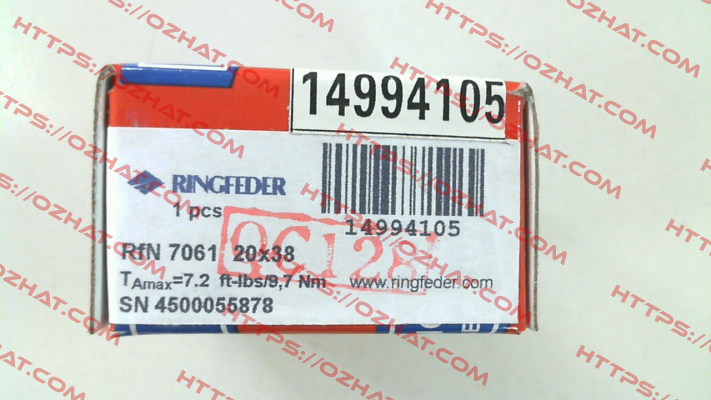 14994105
RINGFEDER
1 pcs
14994105
QC128
RfN 7061 20x38
TAmax=7.2 ft-lbs/9,7 Nm www.ringfeder.com
SN 4500055878
HTTPS://OZHAT.COM